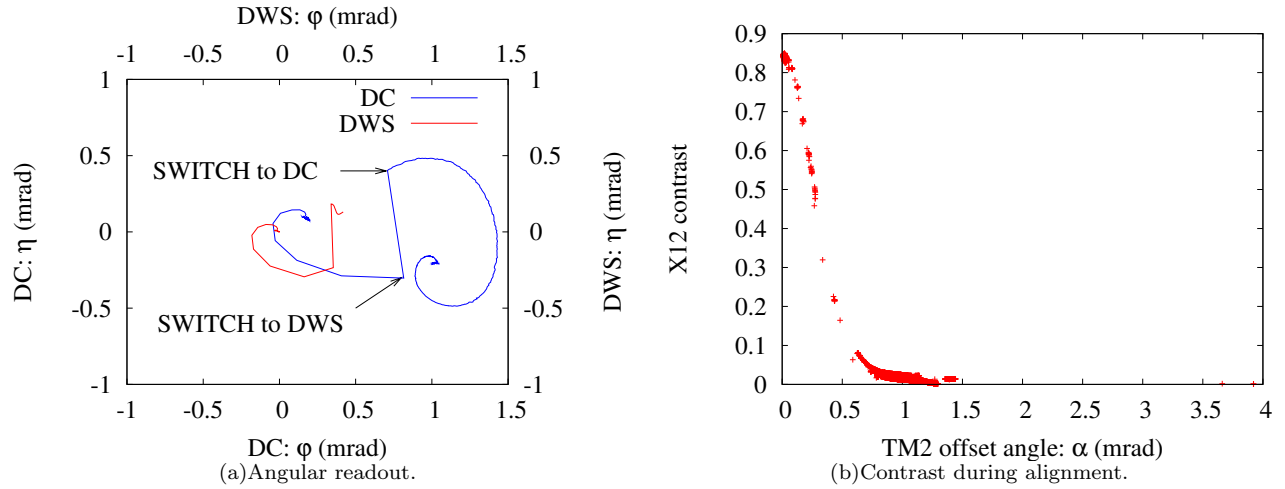 DWS: φ (mrad)
-1 -0.5 0 0.5 1 1.5
1
0.5
0
-0.5
-1
DC: η (mrad)
DC
DWS
SWITCH to DC
SWITCH to DWS
1
0.5
0
-0.5
-1
DWS: η (mrad)
-1 -0.5 0 0.5 1 1.5
DC: φ (mrad)
(a)Angular readout.
0.9
0.8
0.7
0.6
0.5
0.4
0.3
0.2
0.1
0
X12 contrast
0 0.5 1 1.5 2 2.5 3 3.5 4
TM2 offset angle: α (mrad)
(b)Contrast during alignment.